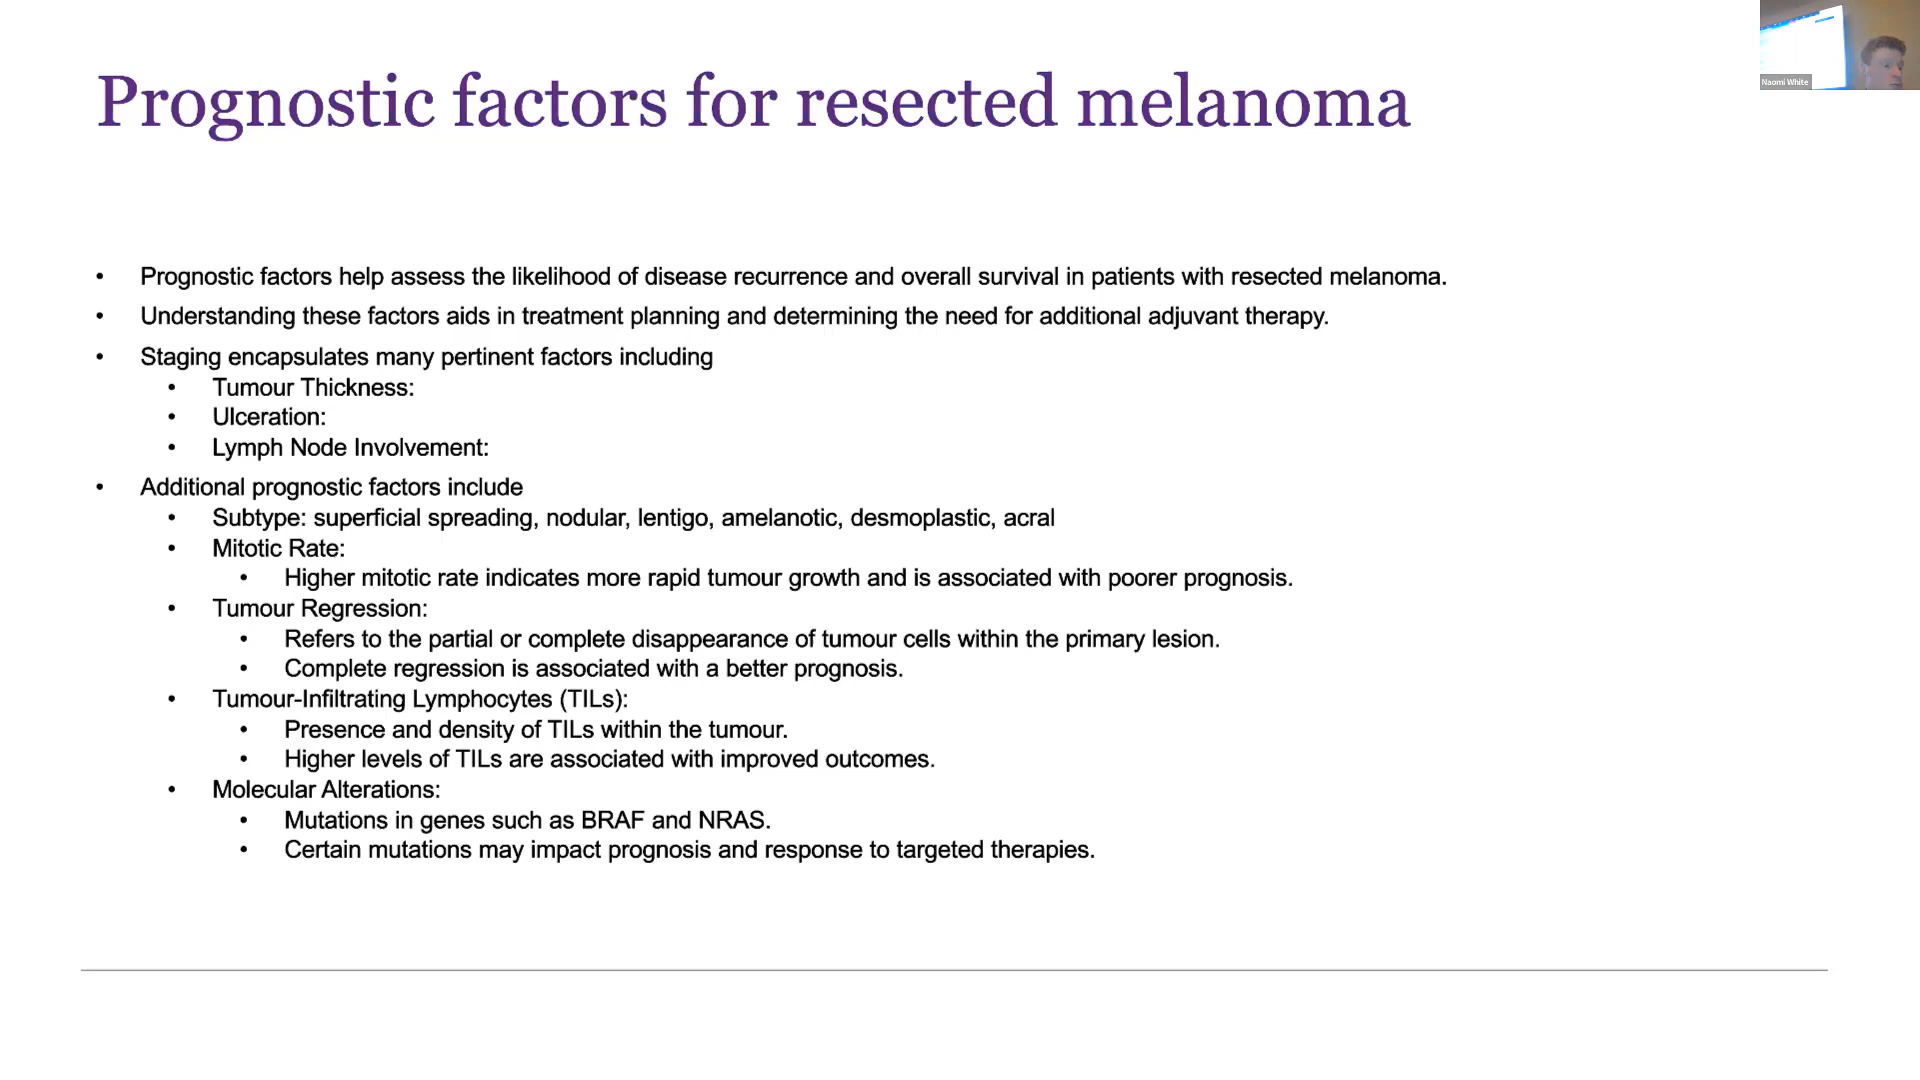 Prognostic factors for resected melanoma
Naomi White
• Prognostic factors help assess the likelihood of disease recurrence and overall survival in patients with resected melanoma.
• Understanding these factors aids in treatment planning and determining the need for additional adjuvant therapy.
• Staging encapsulates many pertinent factors including
• Tumour Thickness:
• Ulceration:
• Lymph Node Involvement:
• Additional prognostic factors include
• Subtype: superficial spreading, nodular, lentigo, amelanotic, desmoplastic, acral
• Mitotic Rate:
• Higher mitotic rate indicates more rapid tumour growth and is associated with poorer prognosis.
• Tumour Regression:
• Refers to the partial or complete disappearance of tumour cells within the primary lesion.
• Complete regression is associated with a better prognosis.
• Tumour-Infiltrating Lymphocytes (TILs):
• Presence and density of TILs within the tumour.
• Higher levels of TILs are associated with improved outcomes.
• Molecular Alterations:
• Mutations in genes such as BRAF and NRAS.
• Certain mutations may impact prognosis and response to targeted therapies.